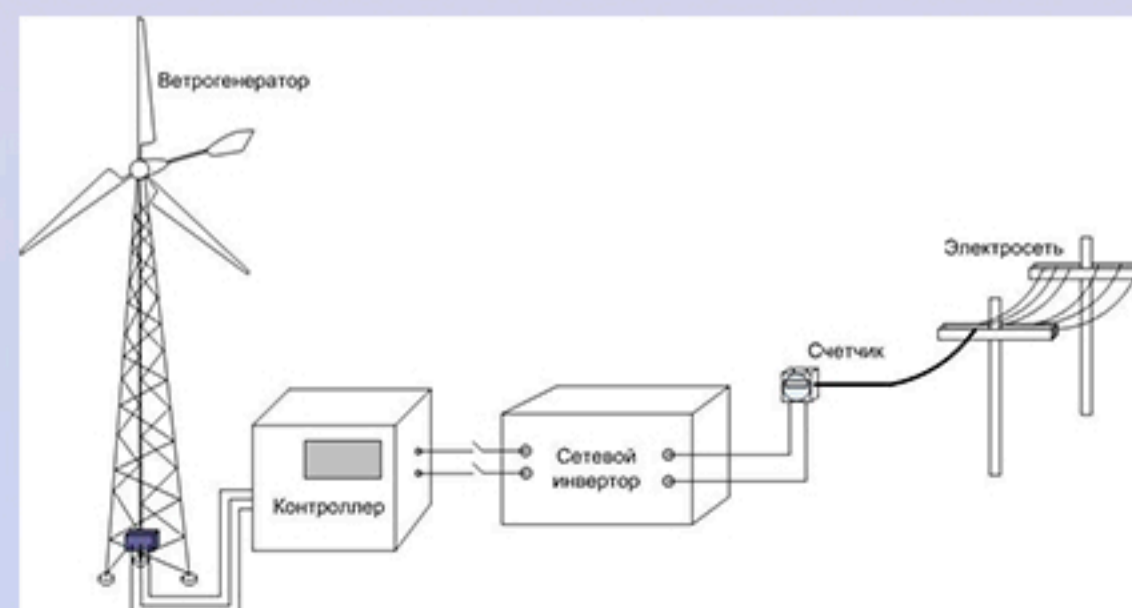 Ветрогенератор
Электросеть
Счетчик
Сетевой
инвертор
Контроллер